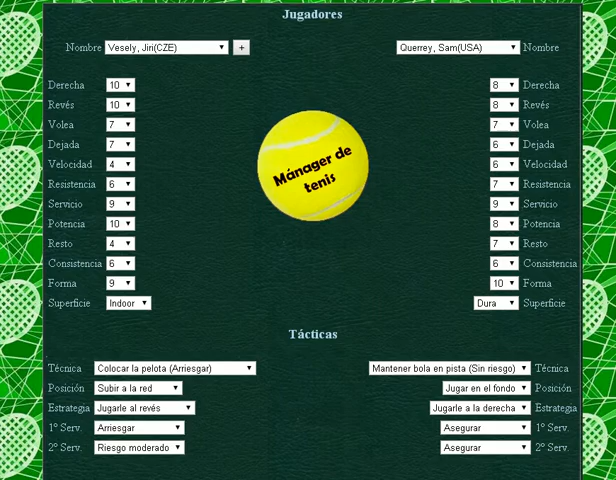 Jugadores
Nombre Vesely, Jiri(CZE) + Querrey, Sam(USA) Nombre
Derecha 10 8 Derecha
Revés 10 8 Revés
Volea 7 7 Volea
Dejada 7 6 Dejada
Velocidad 4 6 Velocidad
Resistencia 6 7 Resistencia
Servicio 9 9 Servicio
Potencia 10 8 Potencia
Resto 4 7 Resto
Consistencia 6 6 Consistencia
Forma 9 10 Forma
Superficie Indoor Dura Superficie
Mánager de
tenis
Tácticas
Técnica Colocar la pelota (Arriesgar) Mantener bola en pista (Sin riesgo) Técnica
Posición Subir a la red Jugar en el fondo Posición
Estrategia Jugarle al revés Jugarle a la derecha Estrategia
1º Serv. Arriesgar Asegurar 1º Serv.
2º Serv. Riesgo moderado Asegurar 2º Serv.